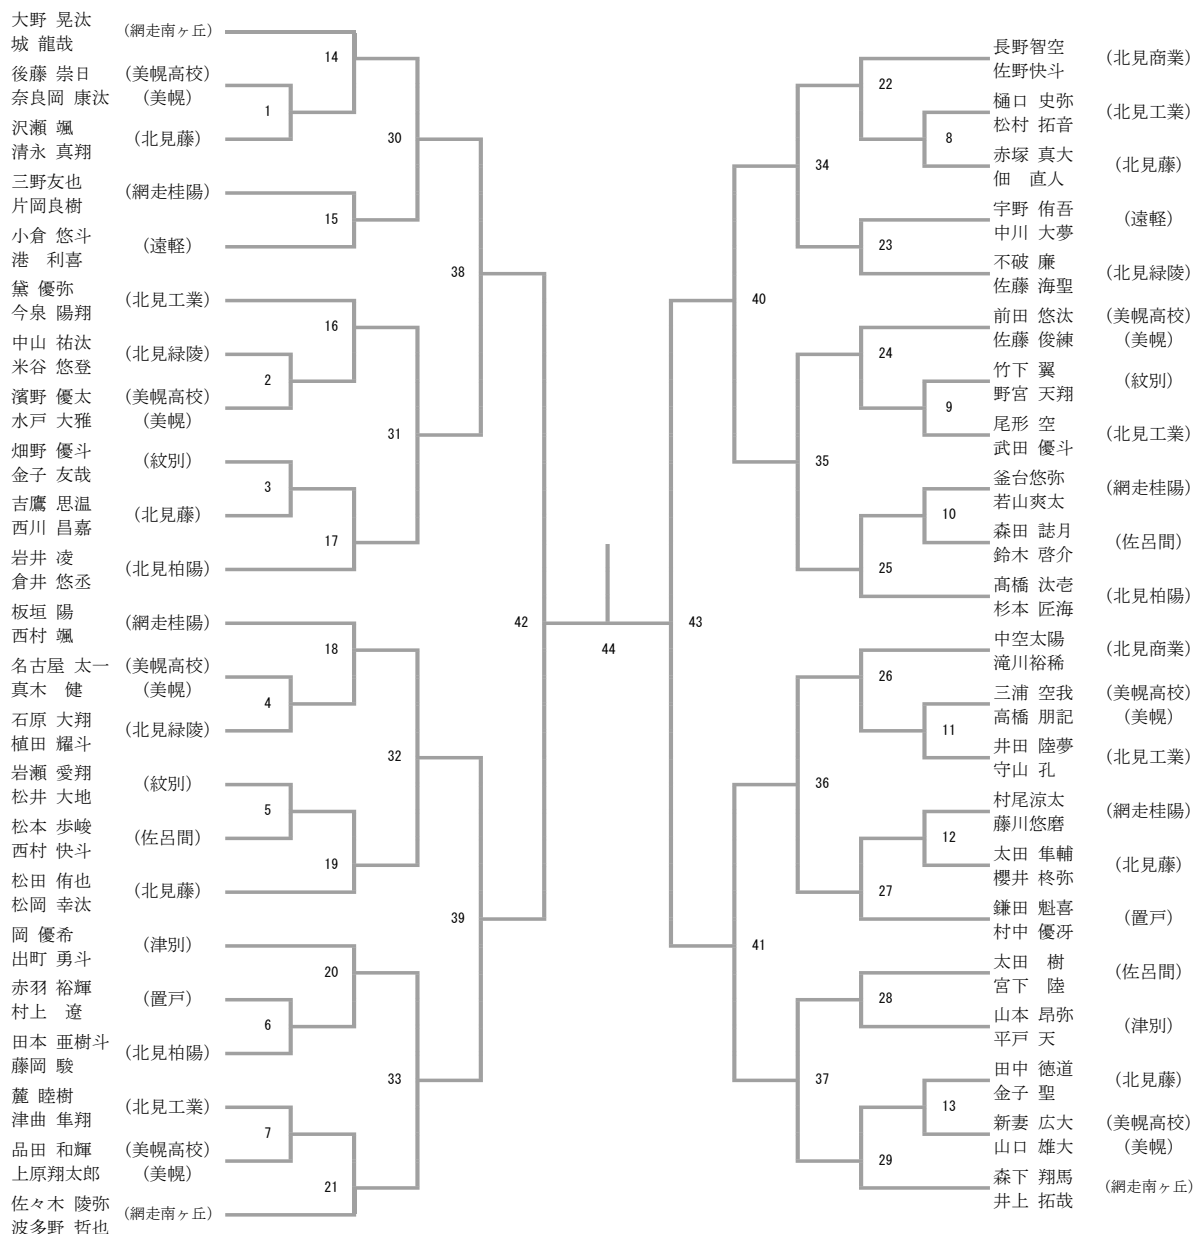 大野 晃汰
城 龍哉
(網走南ヶ丘)
14
後藤 崇日
奈良岡 康汰
(美幌高校)
(美幌)
1
沢瀬 颯
清永 真翔
(北見藤)
30
三野友也
片岡良樹
(網走桂陽)
15
小倉 悠斗
港 利喜
(遠軽)
38
黛 優弥
今泉 陽翔
(北見工業)
16
中山 祐汰
米谷 悠登
(北見緑陵)
2
濱野 優太
水戸 大雅
(美幌高校)
(美幌)
31
畑野 優斗
金子 友哉
(紋別)
3
吉鷹 思温
西川 昌嘉
(北見藤)
17
岩井 凌
倉井 悠丞
(北見柏陽)
42
板垣 陽
西村 颯
(網走桂陽)
18
名古屋 太一
真木 健
(美幌高校)
(美幌)
4
石原 大翔
植田 耀斗
(北見緑陵)
32
岩瀬 愛翔
松井 大地
(紋別)
5
松本 歩峻
西村 快斗
(佐呂間)
19
松田 侑也
松岡 幸汰
(北見藤)
39
岡 優希
出町 勇斗
(津別)
20
赤羽 裕輝
村上 遼
(置戸)
6
田本 亜樹斗
藤岡 駿
(北見柏陽)
33
麓 睦樹
津曲 隼翔
(北見工業)
7
品田 和輝
上原翔太郎
(美幌高校)
(美幌)
21
佐々木 陵弥
波多野 哲也
(網走南ヶ丘)
44
43
長野智空
佐野快斗
(北見商業)
22
樋口 史弥
松村 拓音
(北見工業)
8
赤塚 真大
佃 直人
(北見藤)
34
宇野 侑吾
中川 大夢
(遠軽)
23
不破 廉
佐藤 海聖
(北見緑陵)
40
前田 悠汰
佐藤 俊練
(美幌高校)
(美幌)
24
竹下 翼
野宮 天翔
(紋別)
9
尾形 空
武田 優斗
(北見工業)
35
釜台悠弥
若山爽太
(網走桂陽)
10
森田 誌月
鈴木 啓介
(佐呂間)
25
髙橋 汰壱
杉本 匠海
(北見柏陽)
中空太陽
滝川裕稀
(北見商業)
26
三浦 空我
高橋 朋記
(美幌高校)
(美幌)
11
井田 陸夢
守山 孔
(北見工業)
36
村尾涼太
藤川悠磨
(網走桂陽)
12
太田 隼輔
櫻井 柊弥
(北見藤)
27
鎌田 魁喜
村中 優冴
(置戸)
41
太田 樹
宮下 陸
(佐呂間)
28
山本 昂弥
平戸 天
(津別)
37
田中 徳道
金子 聖
(北見藤)
13
新妻 広大
山口 雄大
(美幌高校)
(美幌)
29
森下 翔馬
井上 拓哉
(網走南ヶ丘)